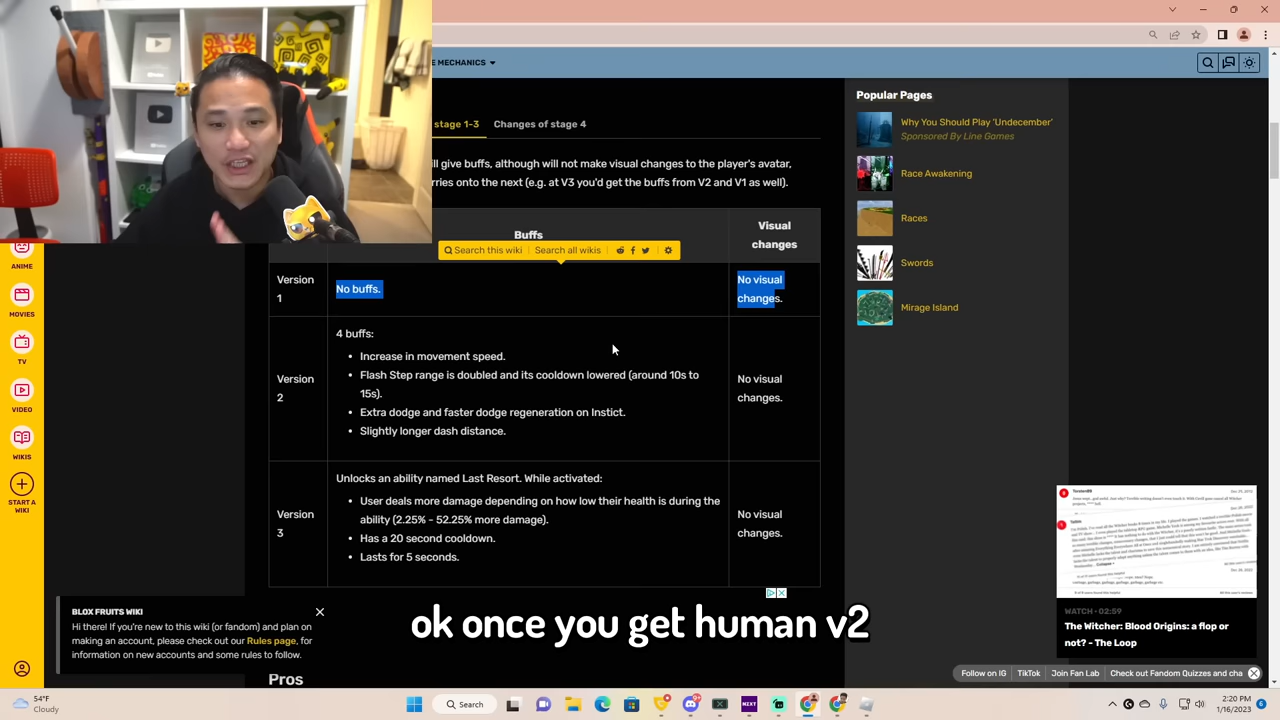 E MECHANICS
stage 1-3
Changes of stage 4
ll give buffs, although will not make visual changes to the player's avatar,
rries onto the next (e.g. at V3 you'd get the buffs from V2 and V1 as well).
Buffs
Visual
changes
Search this wiki
Search all wikis
Version
1
No buffs.
No visual
changes.
Version
2
4 buffs:
Increase in movement speed.
Flash Step range is doubled and its cooldown lowered (around 10s to
15s).
Extra dodge and faster dodge regeneration on Instict.
Slightly longer dash distance.
No visual
changes.
Version
3
Unlocks an ability named Last Resort. While activated:
User deals more damage depending on how low their health is during the
ability (2.25% - 52.25% more damage).
Has a 20 second cooldown.
Lasts for 5 seconds.
No visual
changes.
ok once you get human v2
Pros
Popular Pages
Why You Should Play 'Undecember'
Sponsored By Line Games
Race Awakening
Races
Swords
Mirage Island
ANIME
MOVIES
TV
VIDEO
WIKIS
START A
WIKI
BLOX FRUITS WIKI
Hi there! If you're new to this wiki (or fandom) and plan on
making an account, please check out our Rules page, for
information on new accounts and some rules to follow.
WATCH • 02:59
The Witcher: Blood Origins: a flop or
not? - The Loop
Follow on IG
TikTok
Join Fan Lab
Check out Fandom Quizzes and cha
54°F
Cloudy
Search
NEXT
7:01 PM
1/16/2023